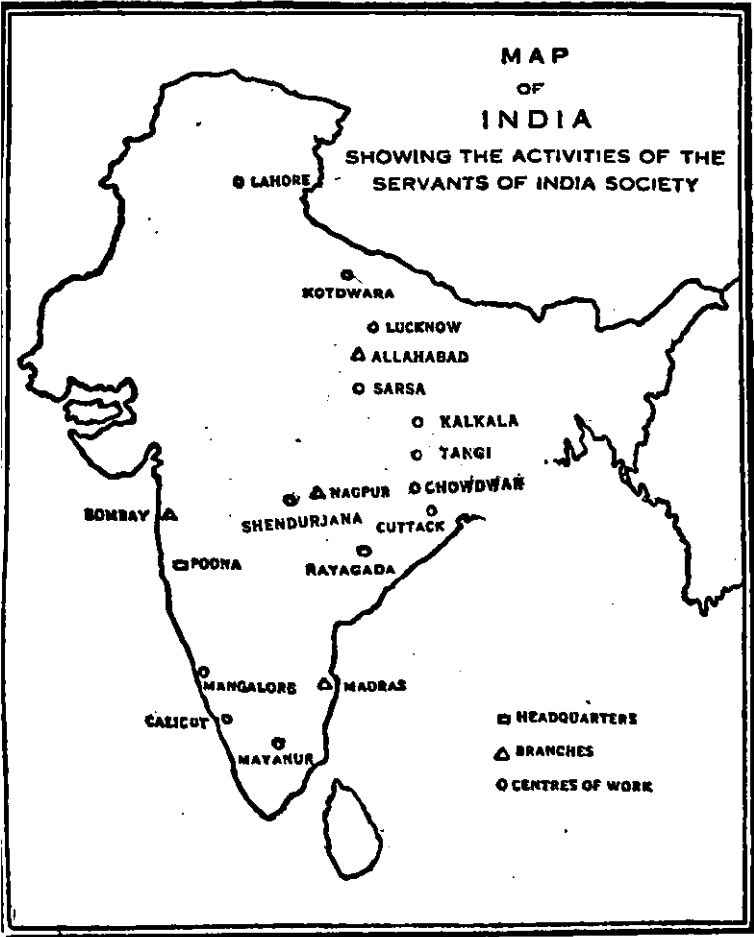 MAP
OF
INDIA
SHOWING THE ACTIVITIES OF THE
SERVANTS OF INDIA SOCIETY
LAHORE
KOTDWARA
LUCKNOW
ALLAHABAD
SARSA
KALKALA
TANGI
NAGPUR
CHOWDWAR
BOMBAY
SHENDURJANA
CUTTACK
POONA
RAYAGADA
MANGALORE
MADRAS
CALICUT
MAYANUR
HEADQUARTERS
BRANCHES
CENTRES OF WORK